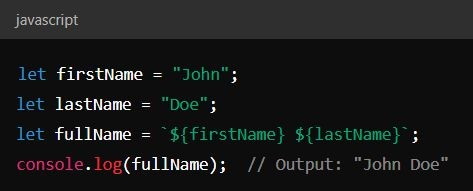 javascript
let firstName = "John";
let lastName = "Doe";
let fullName = `${firstName} ${lastName}`;
console.log(fullName);  // Output: "John Doe"